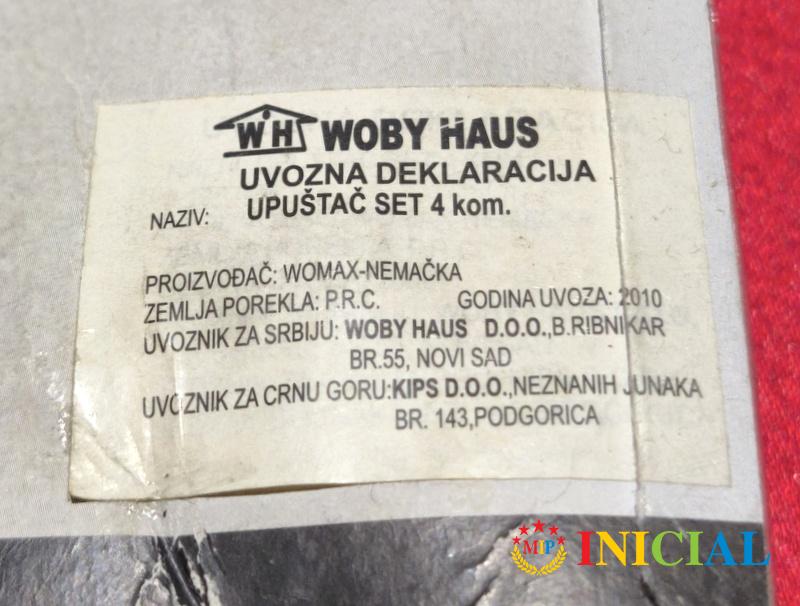 WH WOBY HAUS
UVOZNA DEKLARACIJA
NAZIV: UPUŠTAČ SET 4 kom.
PROIZVOĐAČ: WOMAX-NEMAČKA
ZEMLJA POREKLA: P.R.C. GODINA UVOZA: 2010
UVOZNIK ZA SRBIJU: WOBY HAUS D.O.O.,B.RIBNIKAR
BR.55, NOVI SAD
UVOZNIK ZA CRNU GORU:KIPS D.O.O.,NEZNANIH JUNAKA
BR. 143,PODGORICA
MIP INICIAL